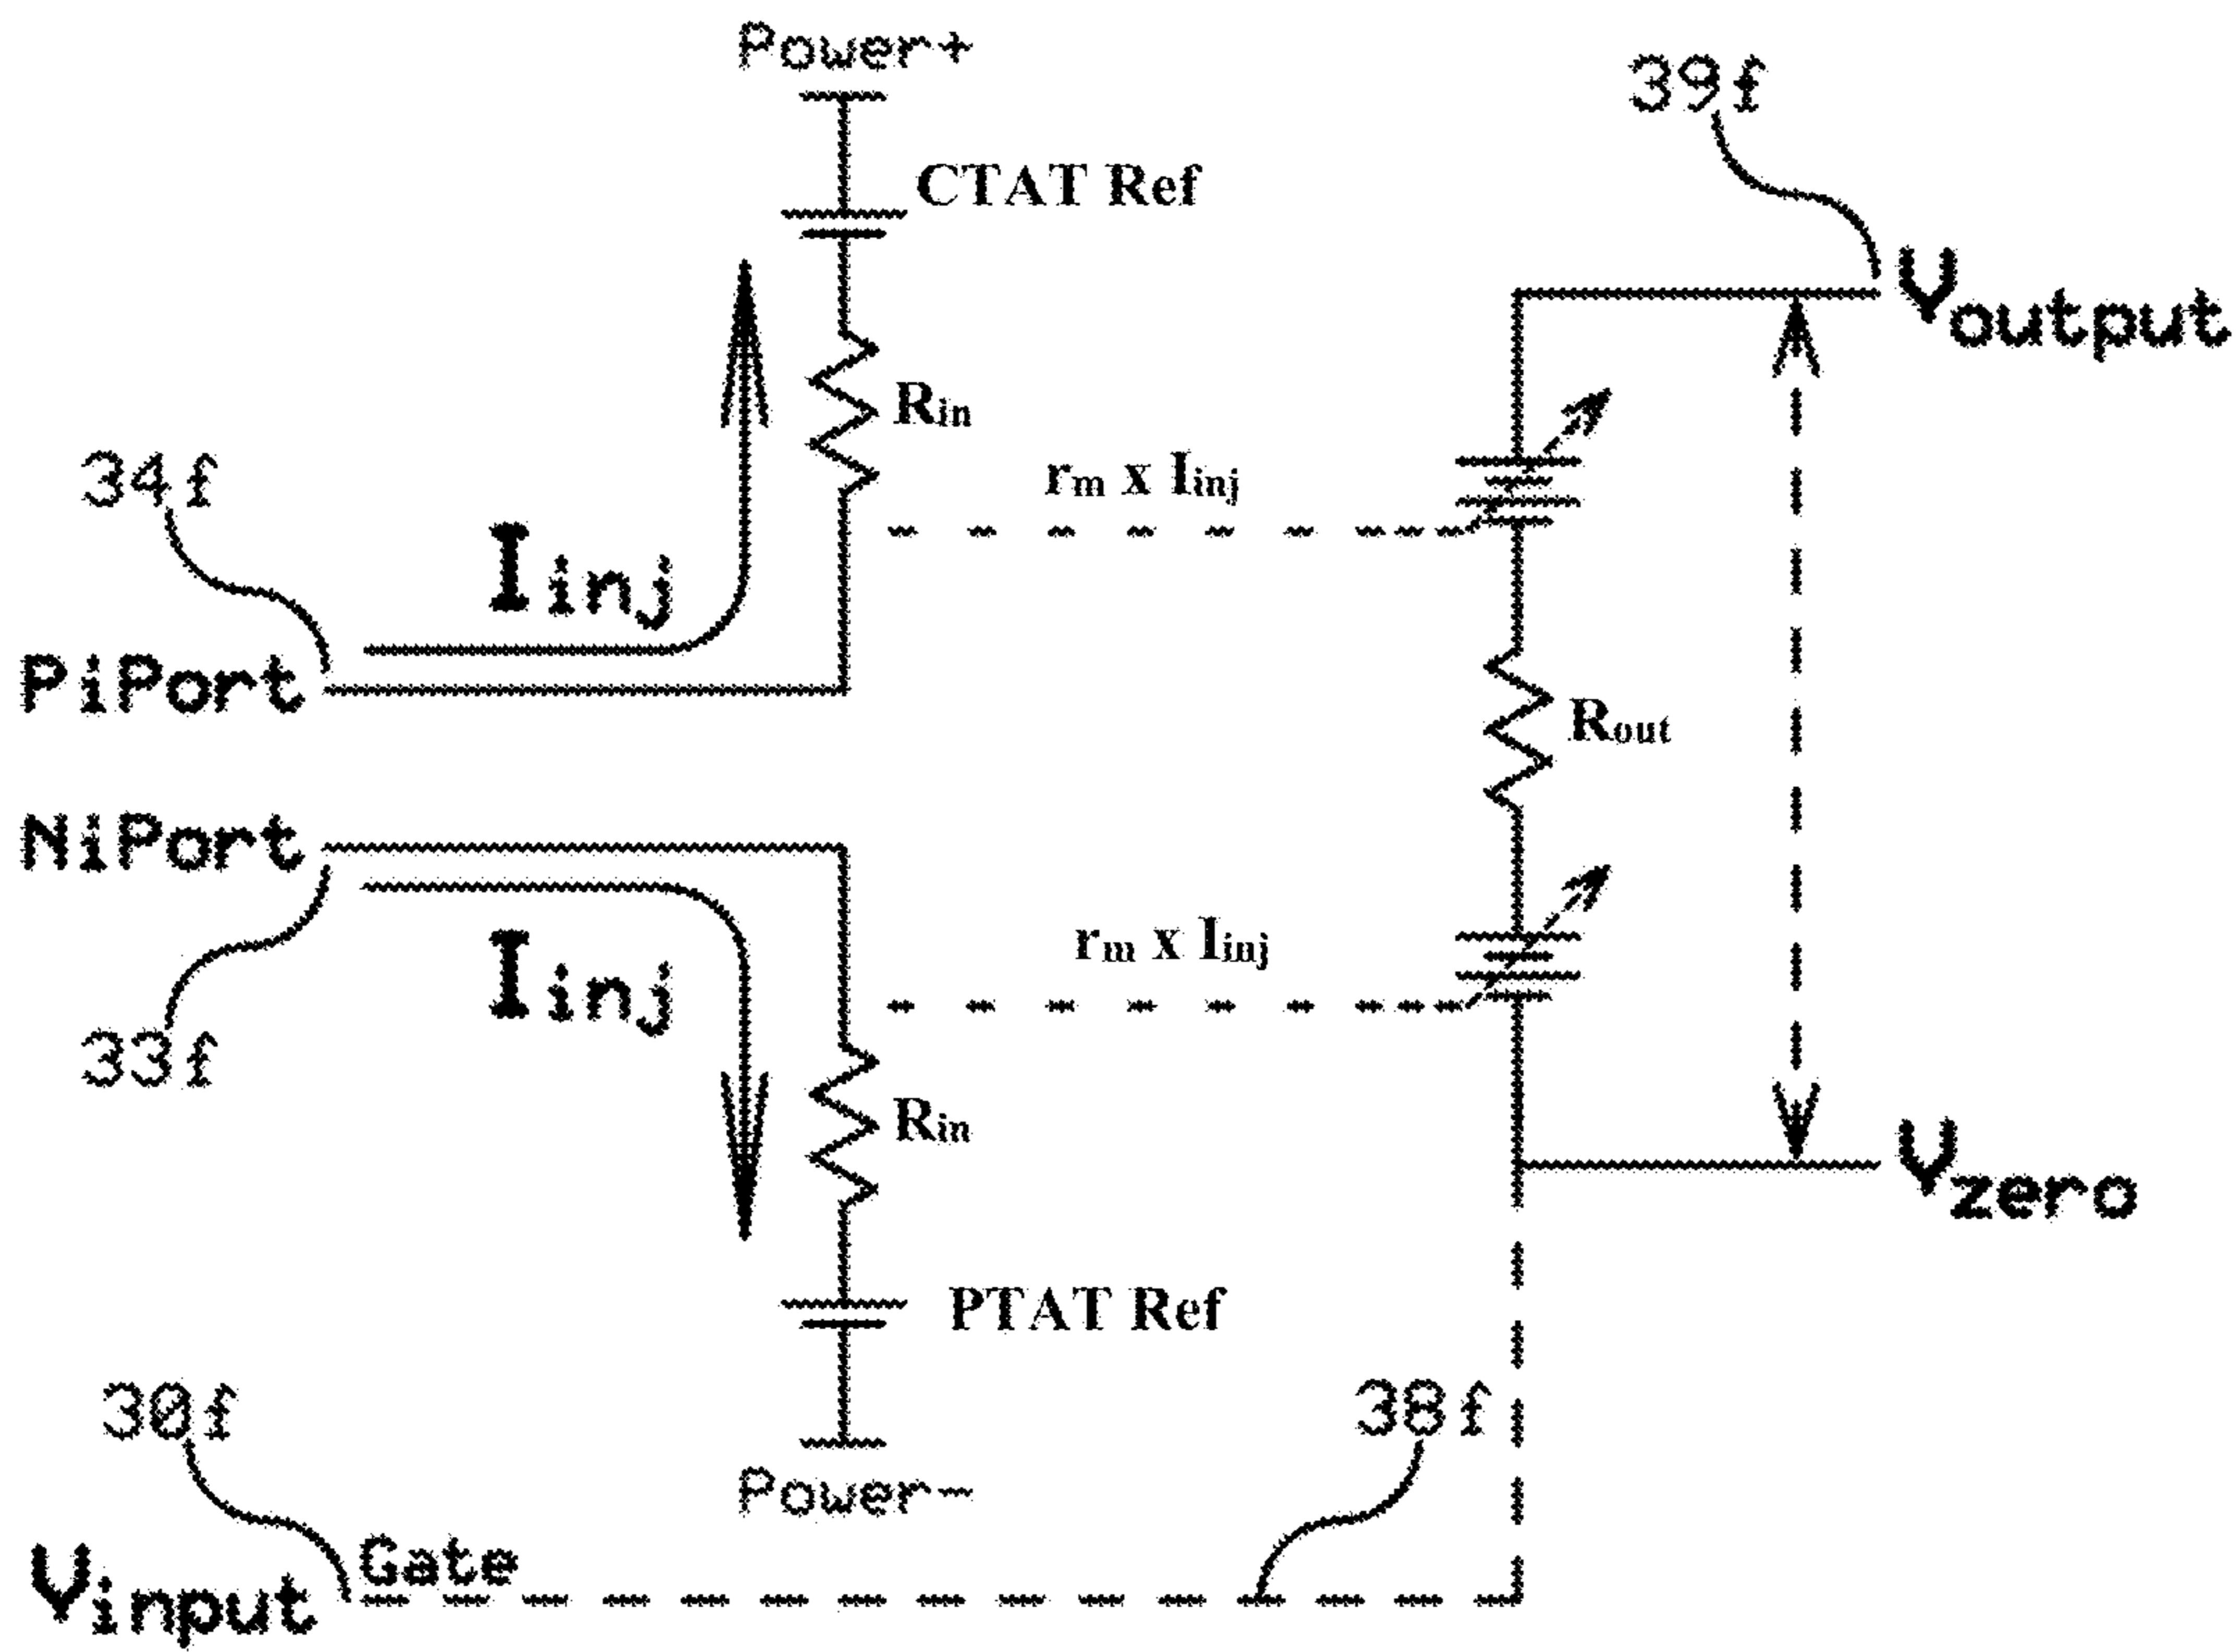 Power+
39f
CTAT Ref
Voutput
Rin
34f
rm x Iinj
Iinj
PiPort
Rout
NiPort
rm x Iinj
Iinj
33f
Rin
Vzero
PTAT Ref
30f
38f
Power-
Gate
Vinput